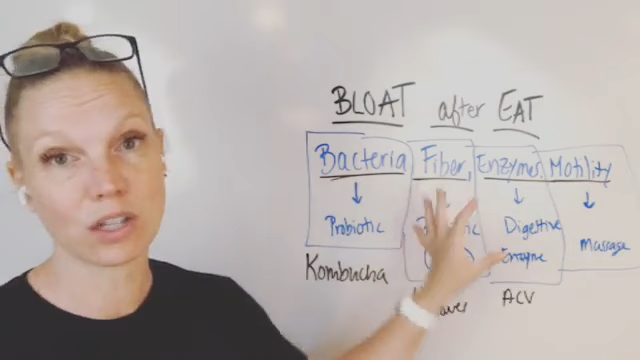 BLOAT after EAT
Bacteria
Fiber,
Enzymes,
Motility
Probiotic
Digestive
Enzyme
Massage
Kombucha
ACV